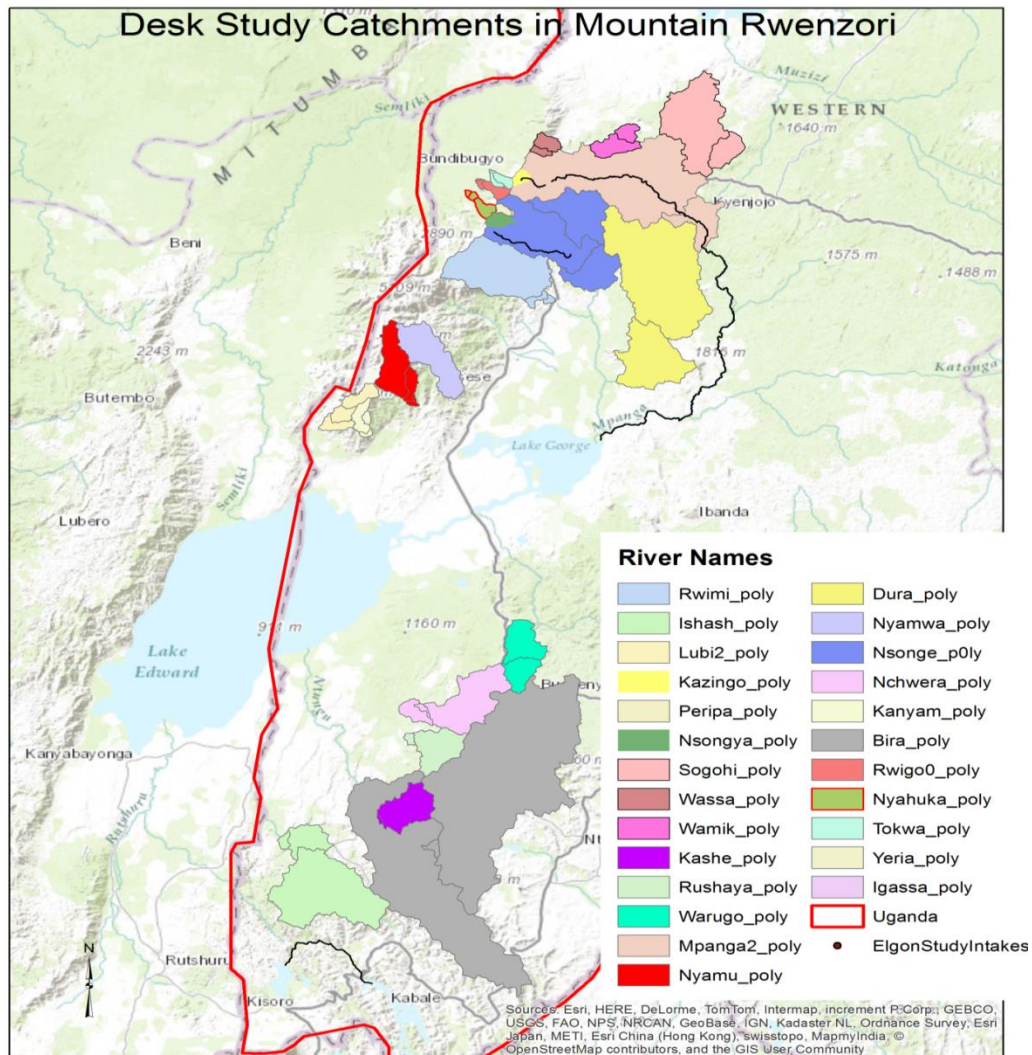 Desk Study Catchments in Mountain Rwenzori
MITUMB
Semliki
Muzizi
WESTERN
1640 m
Bundibugyo
Kyenjojo
2890 m
Beni
1575 m
1488 m
5109 m
2243 m
1816 m
Katonga
Butembo
Mpanga
Lake George
Semliki
Lubero
Ibanda
1160 m
Lake
Edward
Ntungu
Kanyabayonga
Rutshuru
Rutshuru
Kisoro
Kabale
N
River Names
Rwimi_poly
Ishash_poly
Lubi2_poly
Kazingo_poly
Peripa_poly
Nsongya_poly
Sogohi_poly
Wassa_poly
Wamik_poly
Kashe_poly
Rushaya_poly
Warugo_poly
Mpanga2_poly
Nyamu_poly
Dura_poly
Nyamwa_poly
Nsonge_p0ly
Nchwera_poly
Kanyam_poly
Bira_poly
Rwigo0_poly
Nyahuka_poly
Tokwa_poly
Yeria_poly
Igassa_poly
Uganda
ElgonStudyIntakes
Sources: Esri, HERE, DeLorme, TomTom, Intermap, increment P Corp., GEBCO,
USGS, FAO, NPS, NRCAN, GeoBase, IGN, Kadaster NL, Ordnance Survey, Esri
Japan, METI, Esri China (Hong Kong), swisstopo, MapmyIndia, ©
OpenStreetMap contributors, and the GIS User Community